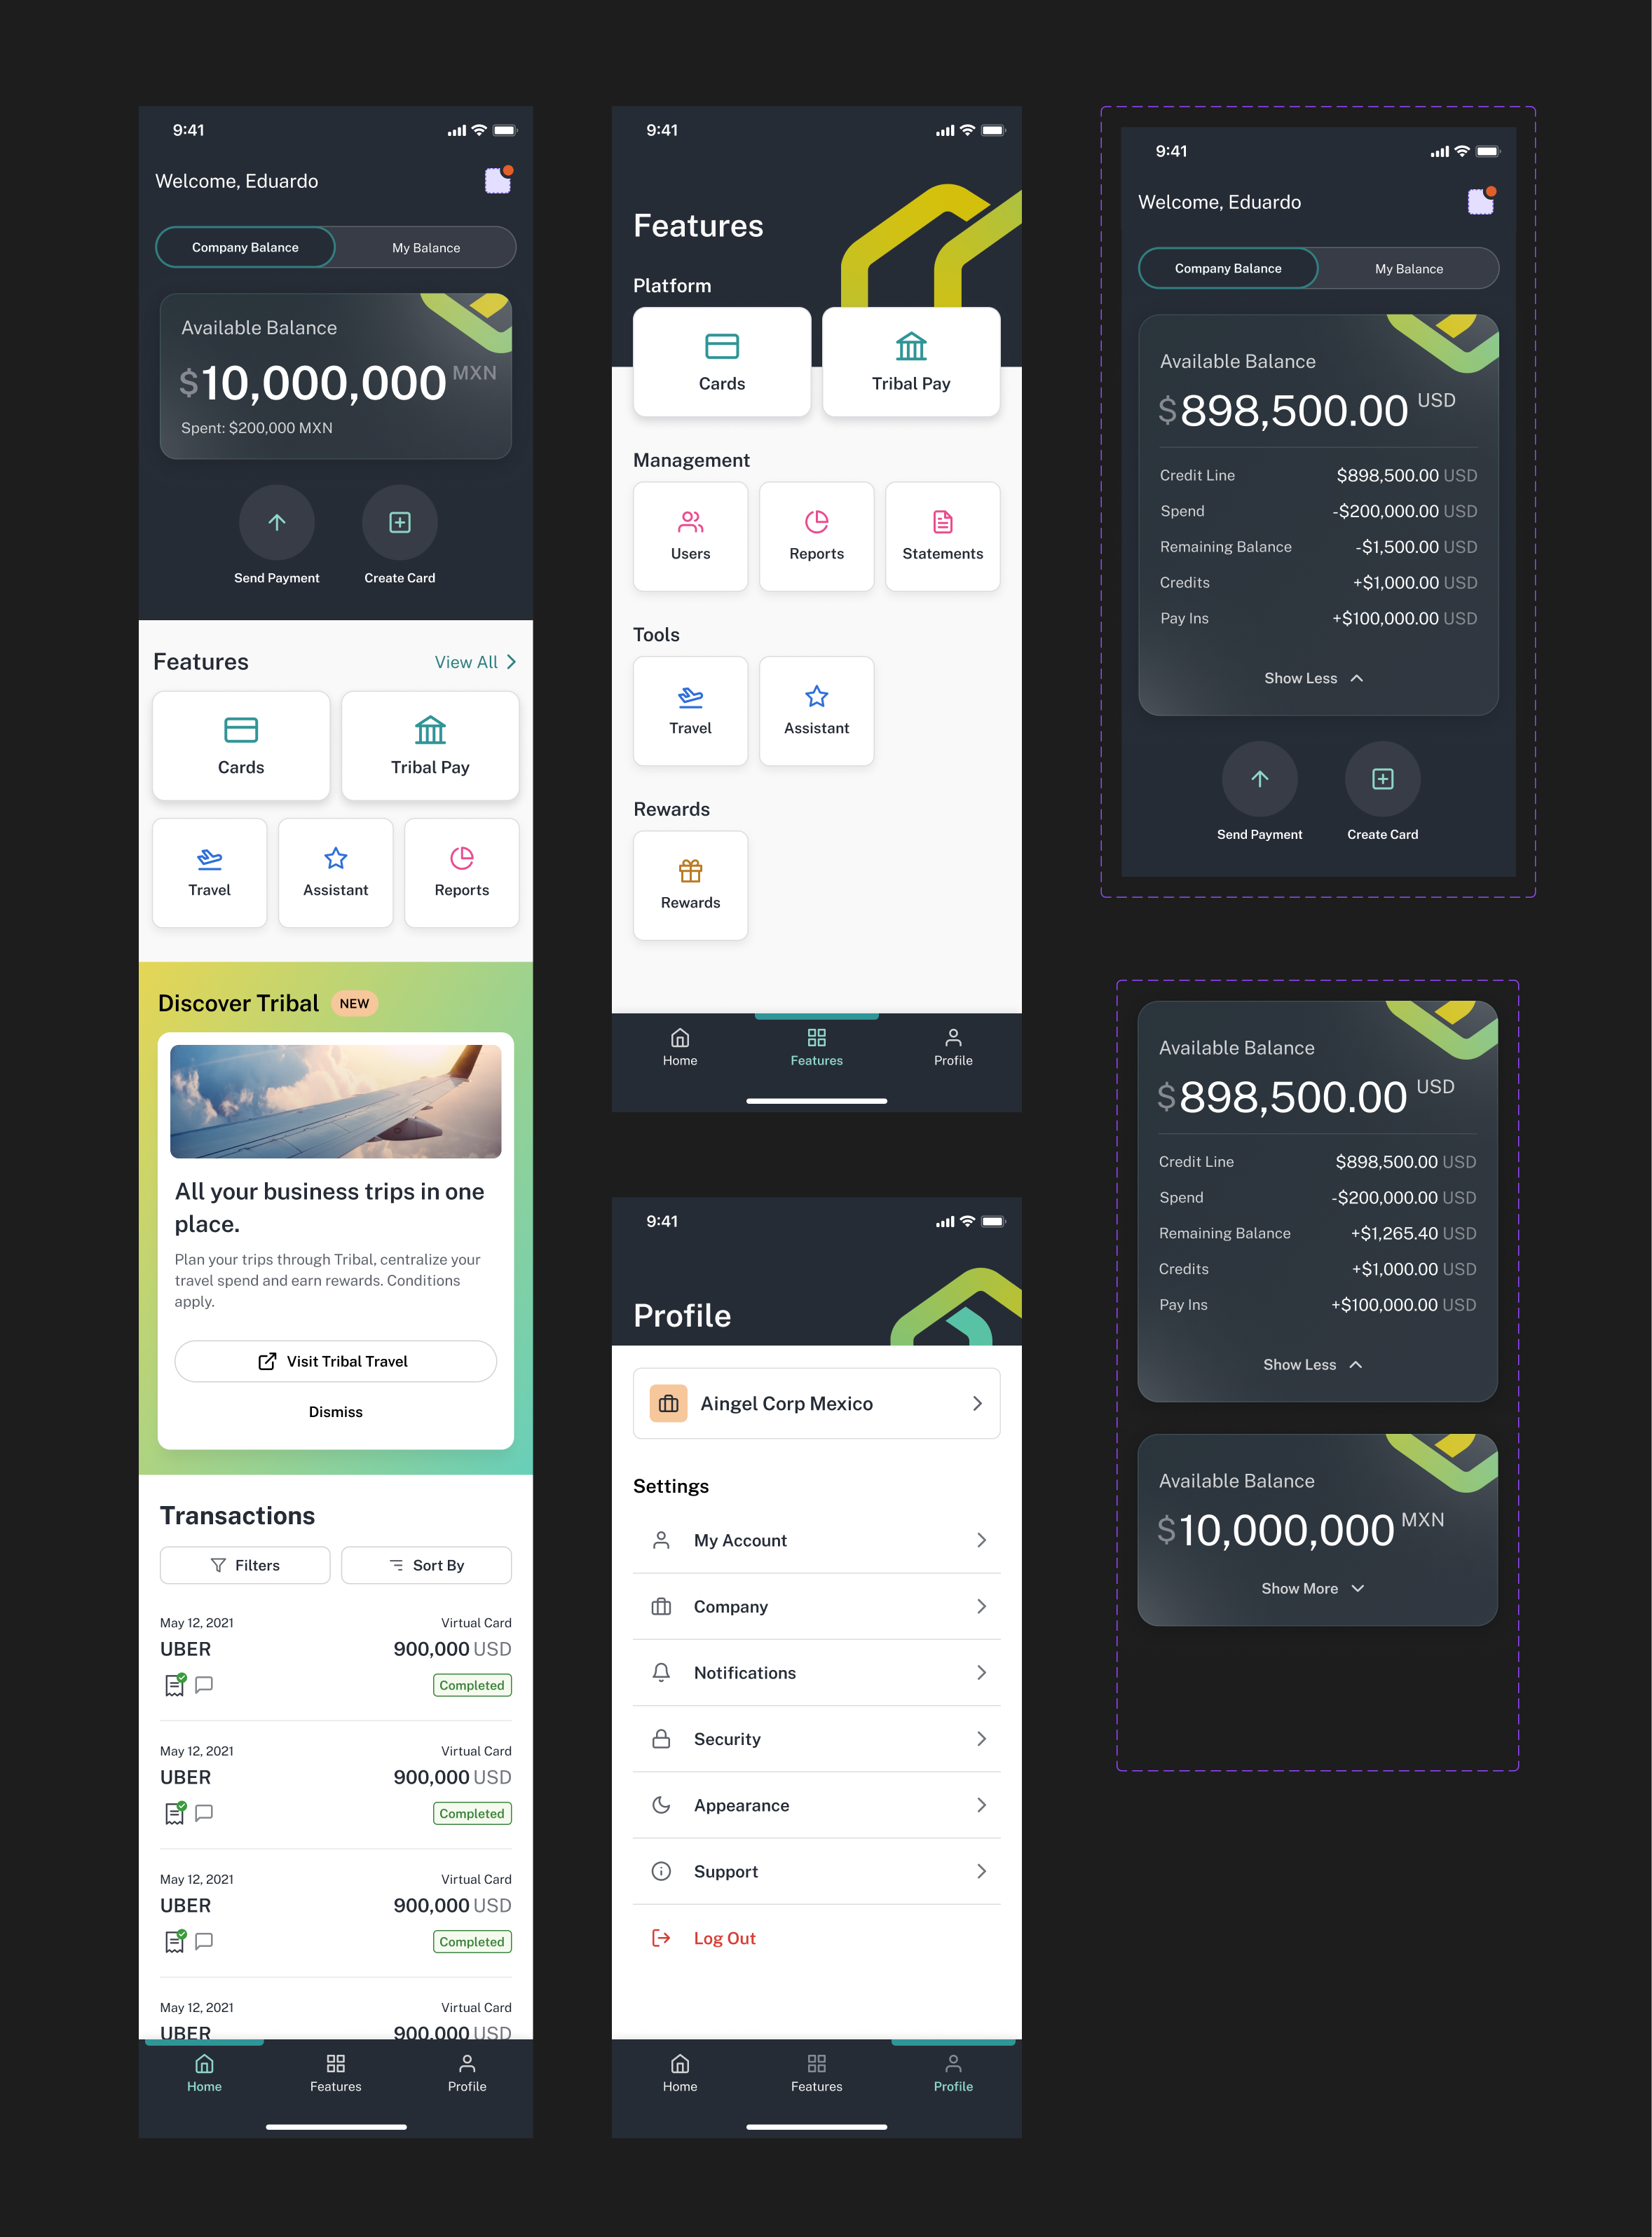 9:41
Welcome, Eduardo
Company Balance
My Balance
Available Balance
$10,000,000 MXN
Spent: $200,000 MXN
Send Payment
Create Card
Features
View All
Cards
Tribal Pay
Travel
Assistant
Reports
Discover Tribal
NEW
All your business trips in one
place.
Plan your trips through Tribal, centralize your
travel spend and earn rewards. Conditions
apply.
Visit Tribal Travel
Dismiss
Transactions
Filters
Sort By
May 12, 2021
Virtual Card
UBER
900,000 USD
Completed
May 12, 2021
Virtual Card
UBER
900,000 USD
Completed
May 12, 2021
Virtual Card
UBER
900,000 USD
Completed
May 12, 2021
Virtual Card
UBER
900,000 USD
Home
Features
Profile
9:41
Features
Platform
Cards
Tribal Pay
Management
Users
Reports
Statements
Tools
Travel
Assistant
Rewards
Rewards
Home
Features
Profile
9:41
Profile
Aingel Corp Mexico
Settings
My Account
Company
Notifications
Security
Appearance
Support
Log Out
Home
Features
Profile
9:41
Welcome, Eduardo
Company Balance
My Balance
Available Balance
$898,500.00 USD
Credit Line
$898,500.00 USD
Spend
-$200,000.00 USD
Remaining Balance
-$1,500.00 USD
Credits
+$1,000.00 USD
Pay Ins
+$100,000.00 USD
Show Less
Send Payment
Create Card
Available Balance
$898,500.00 USD
Credit Line
$898,500.00 USD
Spend
-$200,000.00 USD
Remaining Balance
+$1,265.40 USD
Credits
+$1,000.00 USD
Pay Ins
+$100,000.00 USD
Show Less
Available Balance
$10,000,000 MXN
Show More